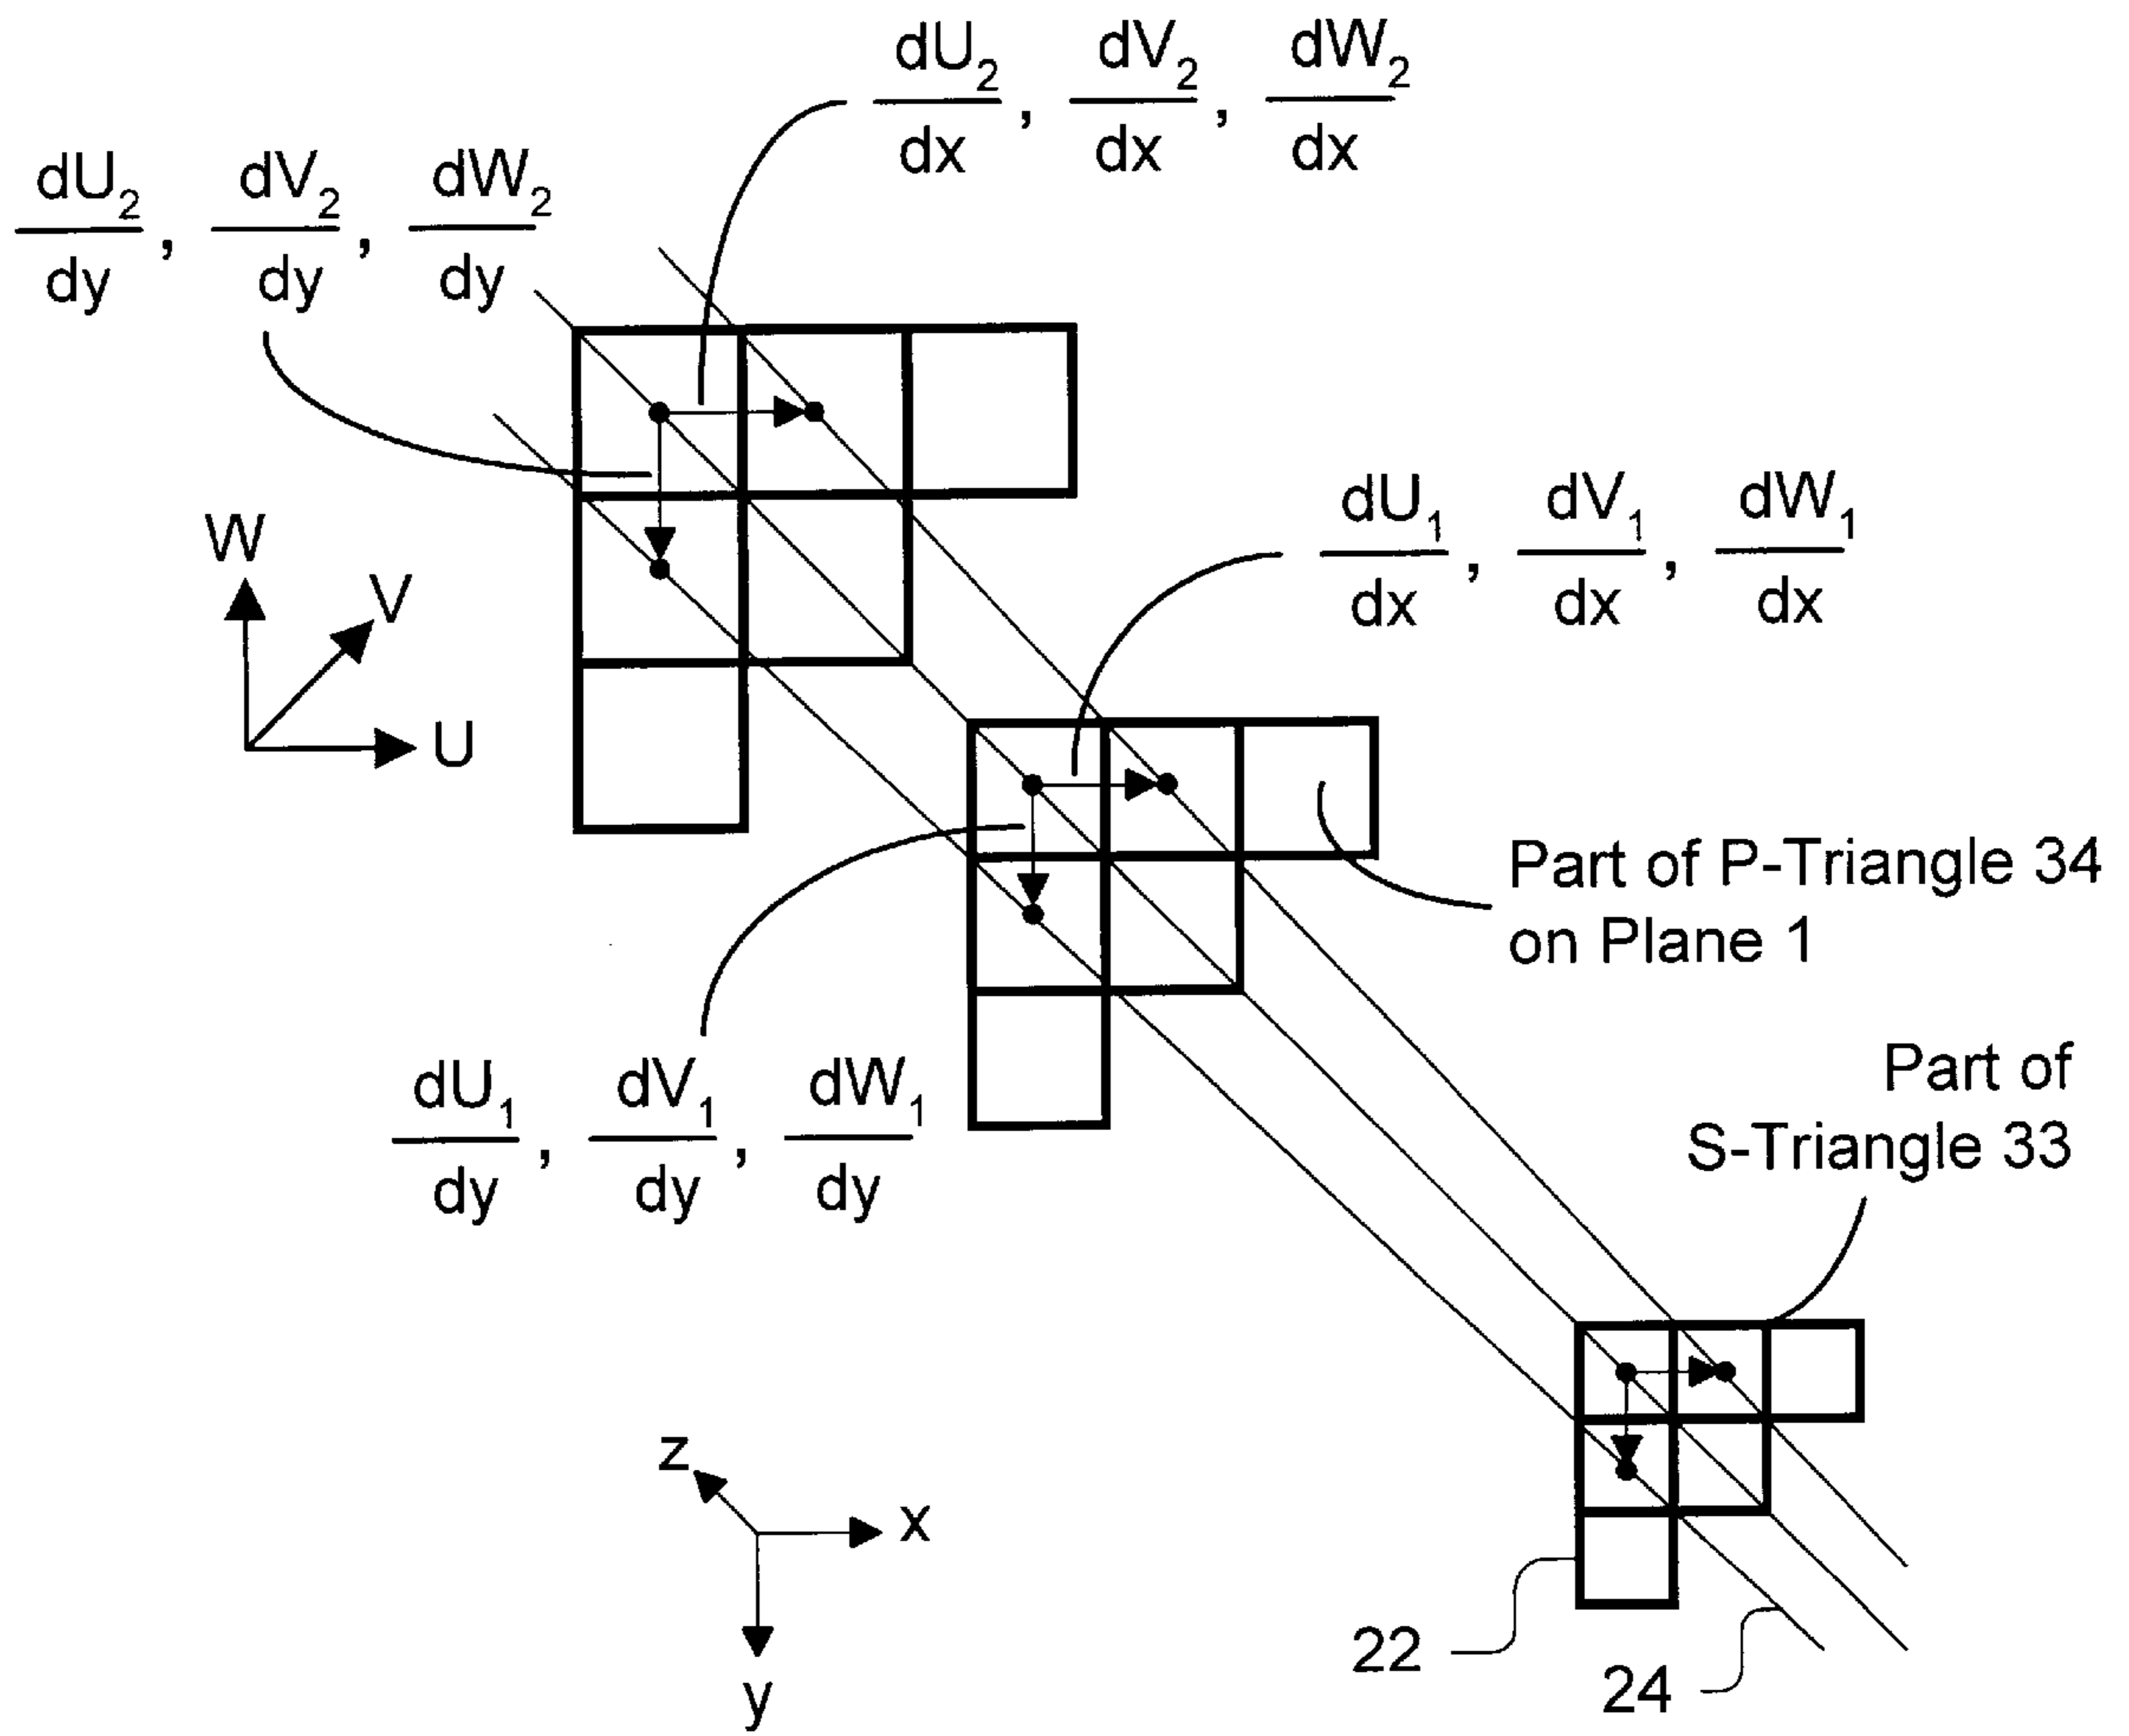 dU₂/dx, dV₂/dx, dW₂/dx
dU₂/dy, dV₂/dy, dW₂/dy
dU₁/dx, dV₁/dx, dW₁/dx
W
V
U
Part of P-Triangle 34
on Plane 1
dU₁/dy, dV₁/dy, dW₁/dy
Part of
S-Triangle 33
z
x
y
22
24